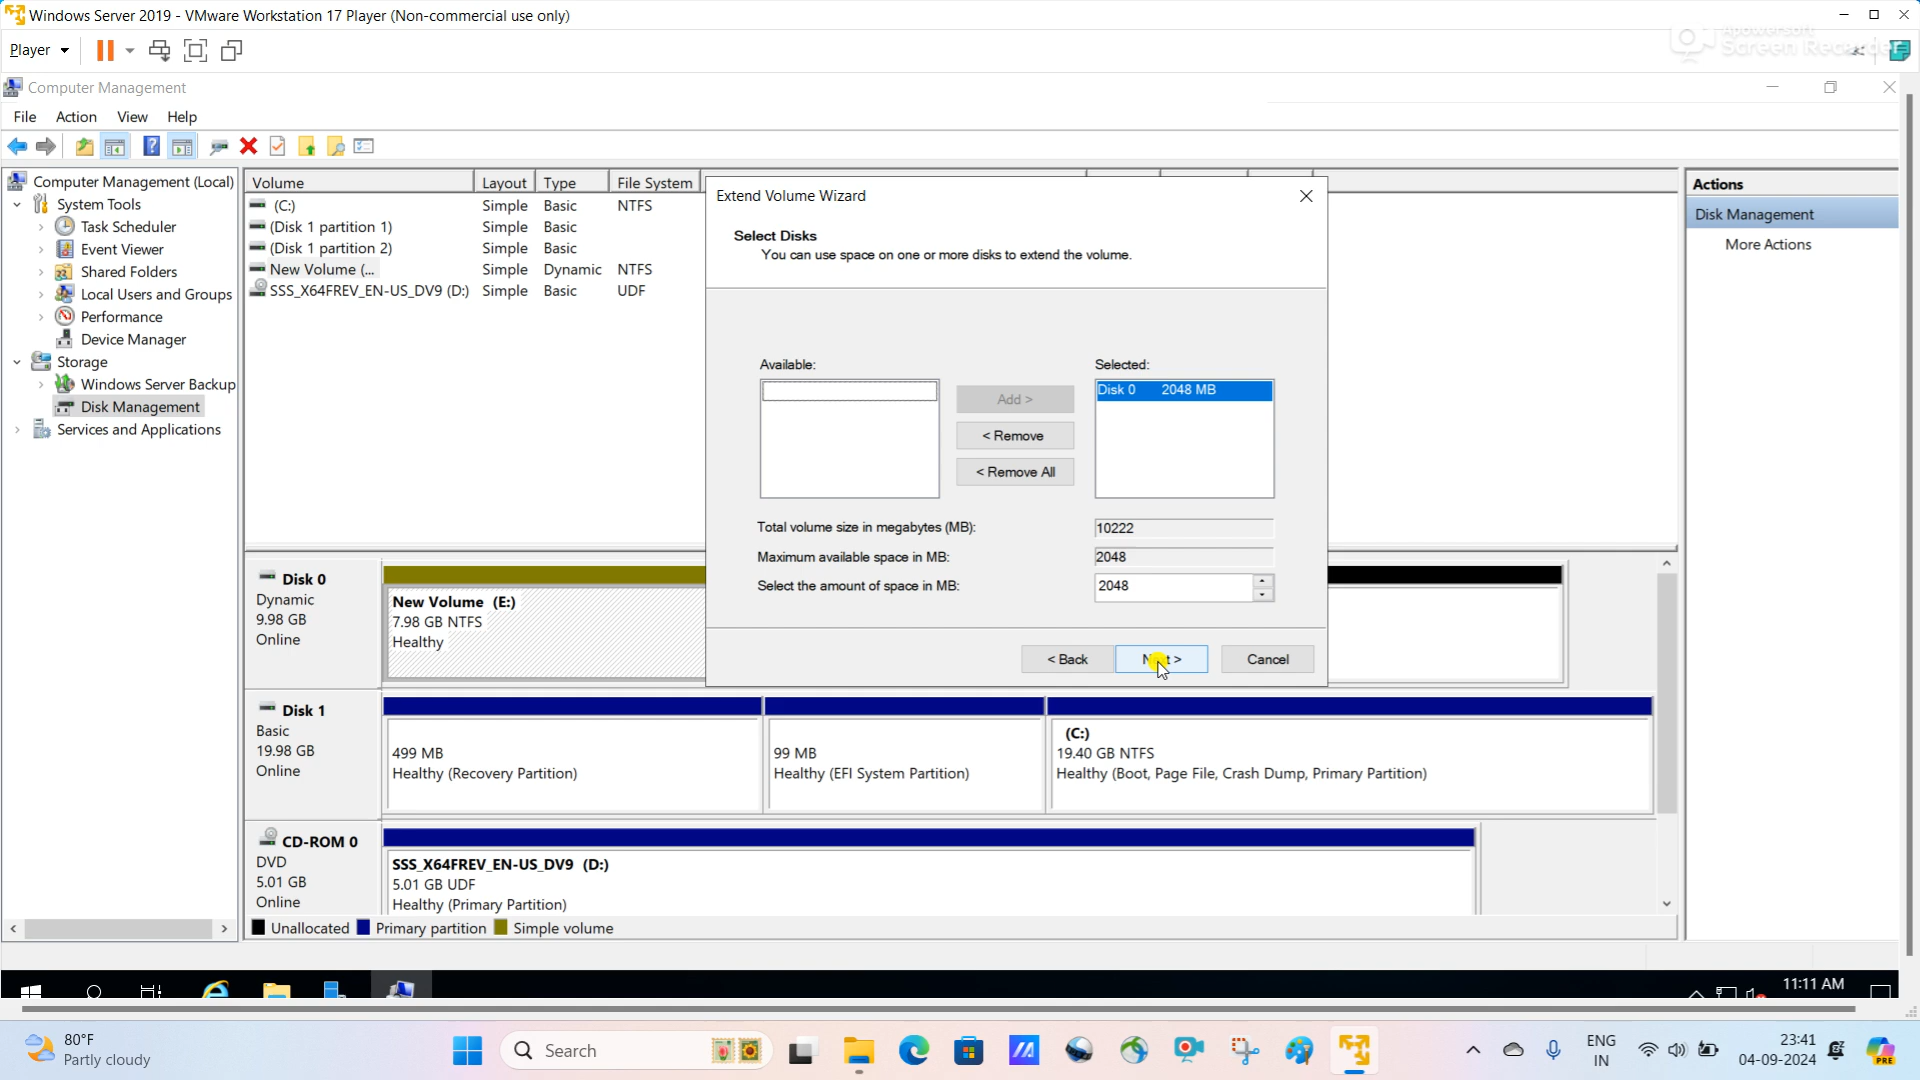 Windows Server 2019 - VMware Workstation 17 Player (Non-commercial use only)
Player
Apowersoft
Screen Recorder
Computer Management
File Action View Help
Computer Management (Local)
System Tools
Task Scheduler
Event Viewer
Shared Folders
Local Users and Groups
Performance
Device Manager
Storage
Windows Server Backup
Disk Management
Services and Applications
Volume Layout Type File System
(C:) Simple Basic NTFS
(Disk 1 partition 1) Simple Basic
(Disk 1 partition 2) Simple Basic
New Volume (... Simple Dynamic NTFS
SSS_X64FREV_EN-US_DV9 (D:) Simple Basic UDF
Extend Volume Wizard
Select Disks
You can use space on one or more disks to extend the volume.
Available:
Selected:
Disk 0 2048 MB
Add >
< Remove
< Remove All
Total volume size in megabytes (MB): 10222
Maximum available space in MB: 2048
Select the amount of space in MB: 2048
< Back Next > Cancel
Actions
Disk Management
More Actions
Disk 0
Dynamic
9.98 GB
Online
New Volume (E:)
7.98 GB NTFS
Healthy
Disk 1
Basic
19.98 GB
Online
499 MB
Healthy (Recovery Partition)
99 MB
Healthy (EFI System Partition)
(C:)
19.40 GB NTFS
Healthy (Boot, Page File, Crash Dump, Primary Partition)
CD-ROM 0
DVD
5.01 GB
Online
SSS_X64FREV_EN-US_DV9 (D:)
5.01 GB UDF
Healthy (Primary Partition)
Unallocated Primary partition Simple volume
11:11 AM
80°F
Partly cloudy
Search
ENG
IN
23:41
04-09-2024
PRE